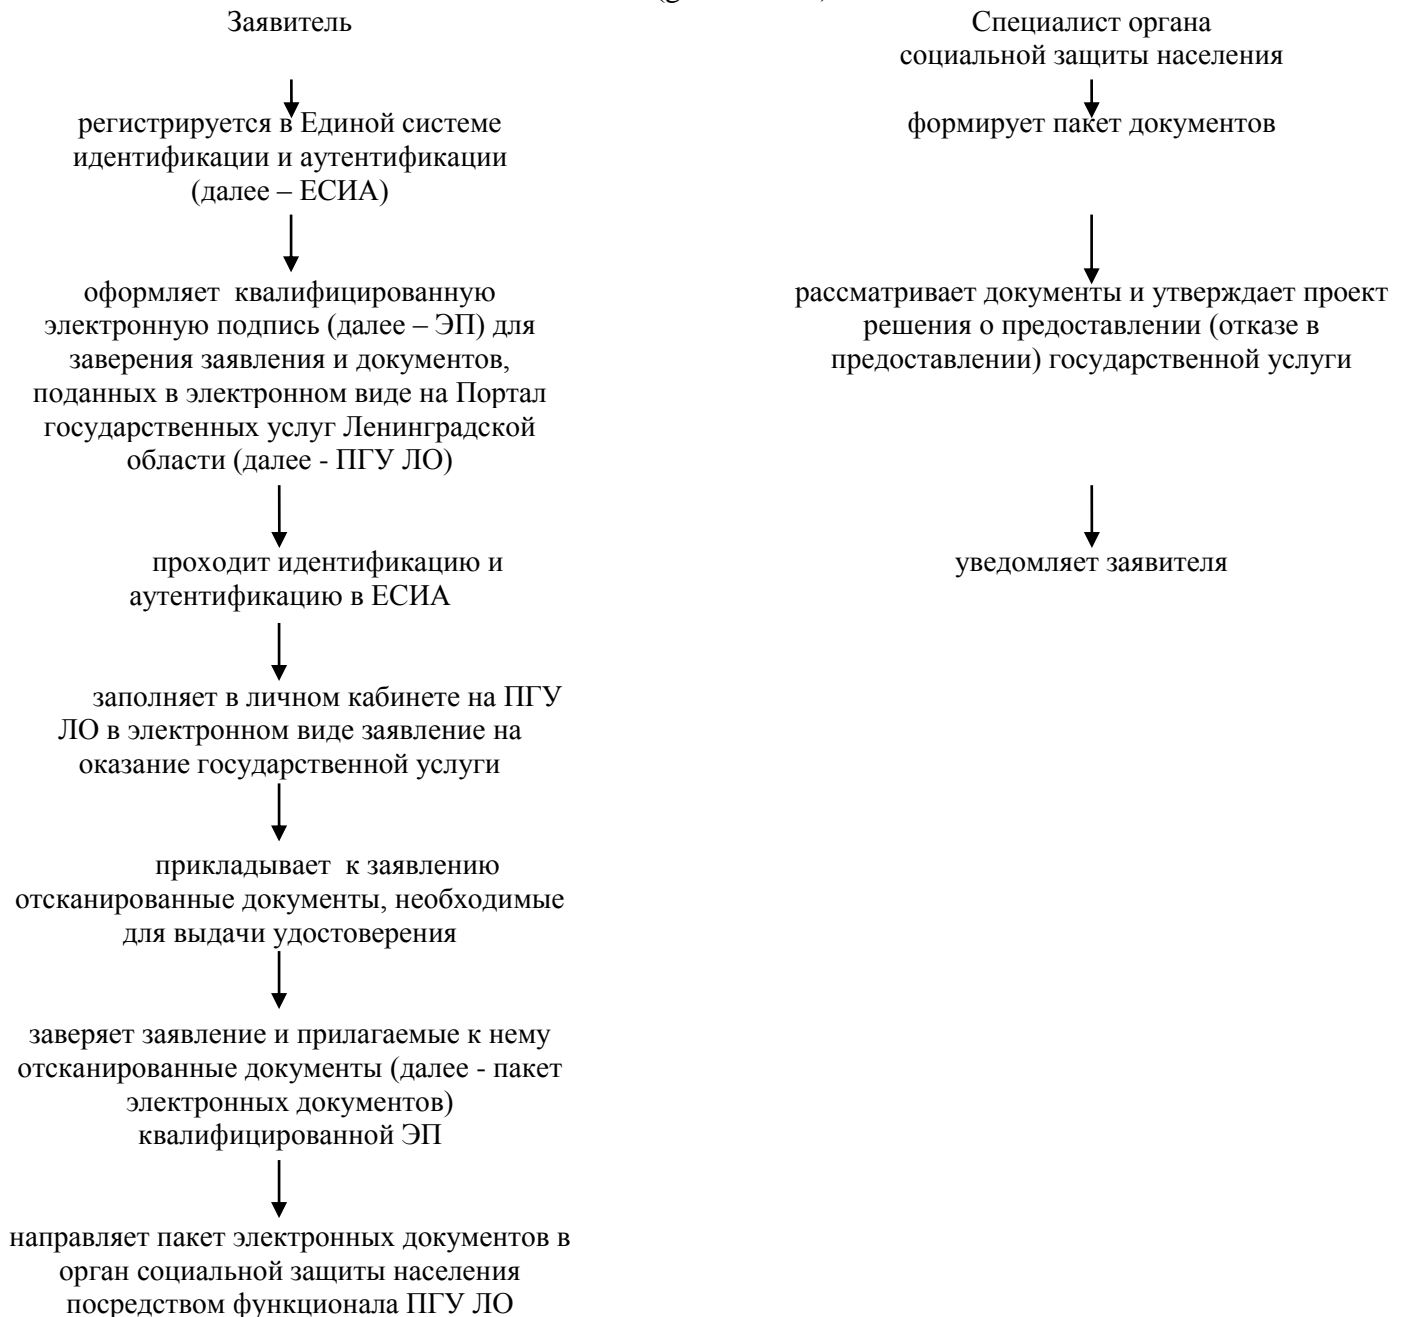 Заявитель
регистрируется в Единой системе
идентификации и аутентификации
(далее – ЕСИА)
оформляет квалифицированную
электронную подпись (далее – ЭП) для
заверения заявления и документов,
поданных в электронном виде на Портал
государственных услуг Ленинградской
области (далее - ПГУ ЛО)
проходит идентификацию и
аутентификацию в ЕСИА
заполняет в личном кабинете на ПГУ
ЛО в электронном виде заявление на
оказание государственной услуги
прикладывает к заявлению
отсканированные документы, необходимые
для выдачи удостоверения
заверяет заявление и прилагаемые к нему
отсканированные документы (далее - пакет
электронных документов)
квалифицированной ЭП
направляет пакет электронных документов в
орган социальной защиты населения
посредством функционала ПГУ ЛО
Специалист органа
социальной защиты населения
формирует пакет документов
рассматривает документы и утверждает проект
решения о предоставлении (отказе в
предоставлении) государственной услуги
уведомляет заявителя